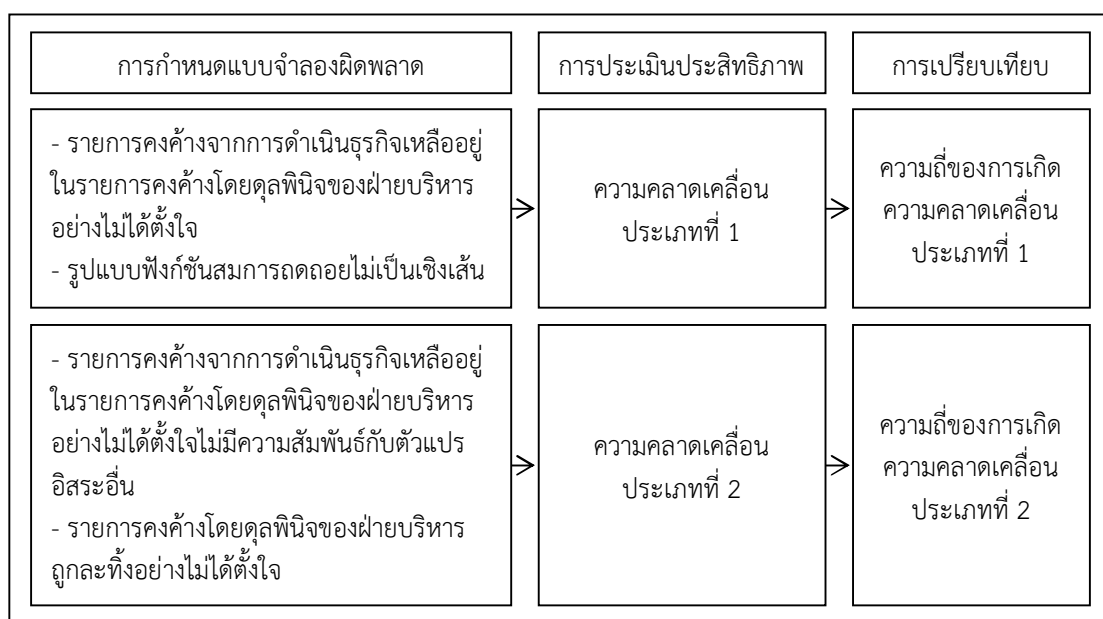 การกำหนดแบบจำลองผิดพลาด
การประเมินประสิทธิภาพ
การเปรียบเทียบ
- รายการคงค้างจากการดำเนินธุรกิจเหลืออยู่
ในรายการคงค้างโดยดุลพินิจของฝ่ายบริหาร
อย่างไม่ได้ตั้งใจ
- รูปแบบฟังก์ชันสมการถดถอยไม่เป็นเชิงเส้น
ความคลาดเคลื่อน
ประเภทที่ 1
ความถี่ของการเกิด
ความคลาดเคลื่อน
ประเภทที่ 1
- รายการคงค้างจากการดำเนินธุรกิจเหลืออยู่
ในรายการคงค้างโดยดุลพินิจของฝ่ายบริหาร
อย่างไม่ได้ตั้งใจไม่มีความสัมพันธ์กับตัวแปร
อิสระอื่น
- รายการคงค้างโดยดุลพินิจของฝ่ายบริหาร
ถูกละทิ้งอย่างไม่ได้ตั้งใจ
ความคลาดเคลื่อน
ประเภทที่ 2
ความถี่ของการเกิด
ความคลาดเคลื่อน
ประเภทที่ 2